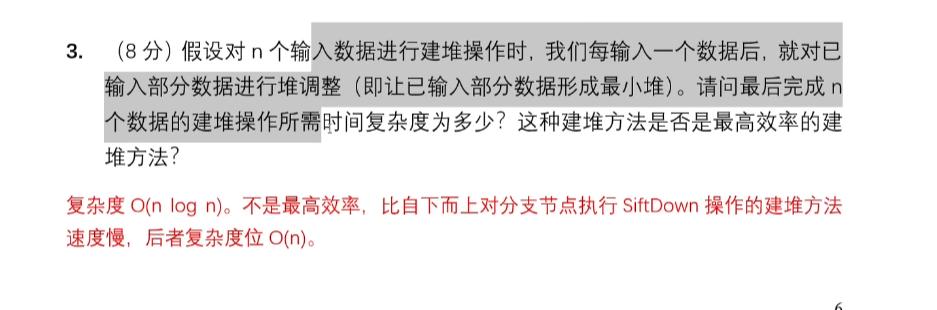 3. （8 分）假设对 n 个输入数据进行建堆操作时，我们每输入一个数据后，就对已
输入部分数据进行堆调整（即让已输入部分数据形成最小堆）。请问最后完成 n
个数据的建堆操作所需时间复杂度为多少？这种建堆方法是否是最高效率的建
堆方法？
复杂度 O(n log n)。不是最高效率，比自下而上对分支节点执行 SiftDown 操作的建堆方法
速度慢，后者复杂度位 O(n)。
6